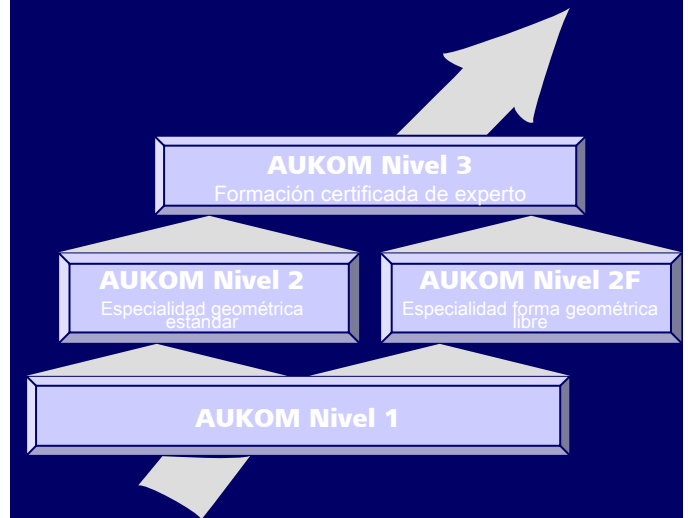 AUKOM Nivel 3
Formación certificada de experto
AUKOM Nivel 2
Especialidad geométrica
estándar
AUKOM Nivel 2F
Especialidad forma geométrica
libre
AUKOM Nivel 1